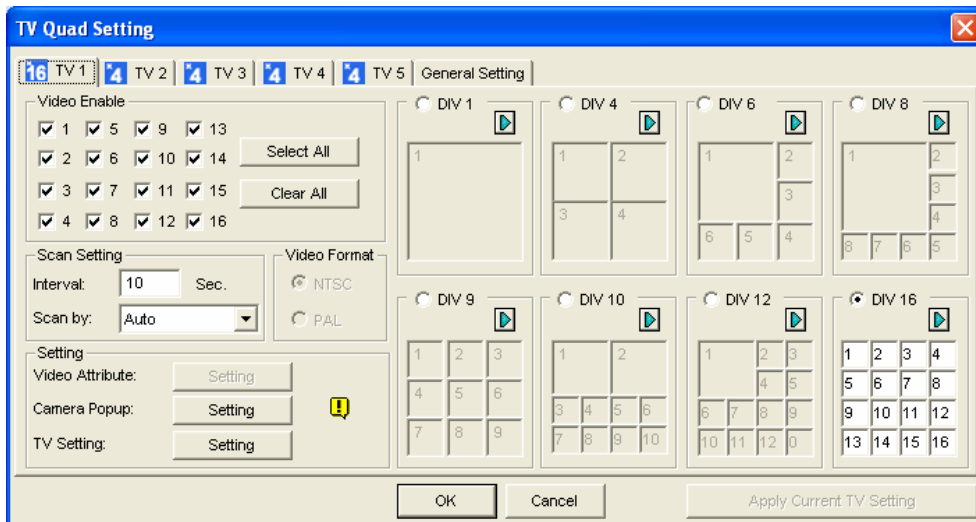 TV Quad Setting
16 TV 1 4 TV 2 4 TV 3 4 TV 4 4 TV 5 General Setting
Video Enable
1 5 9 13
2 6 10 14
3 7 11 15
4 8 12 16
Select All
Clear All
Scan Setting
Interval: 10 Sec.
Scan by: Auto
Video Format
NTSC
PAL
Setting
Video Attribute: Setting
Camera Popup: Setting
TV Setting: Setting
DIV 1
1
DIV 4
1 2
3 4
DIV 6
1 2
3
6 5 4
DIV 8
1 2
3
4
8 7 6 5
DIV 9
1 2 3
4 5 6
7 8 9
DIV 10
1 2
3 4 5 6
7 8 9 10
DIV 12
1 2 3
4 5
6 7 8 9
10 11 12 0
DIV 16
1 2 3 4
5 6 7 8
9 10 11 12
13 14 15 16
OK Cancel Apply Current TV Setting